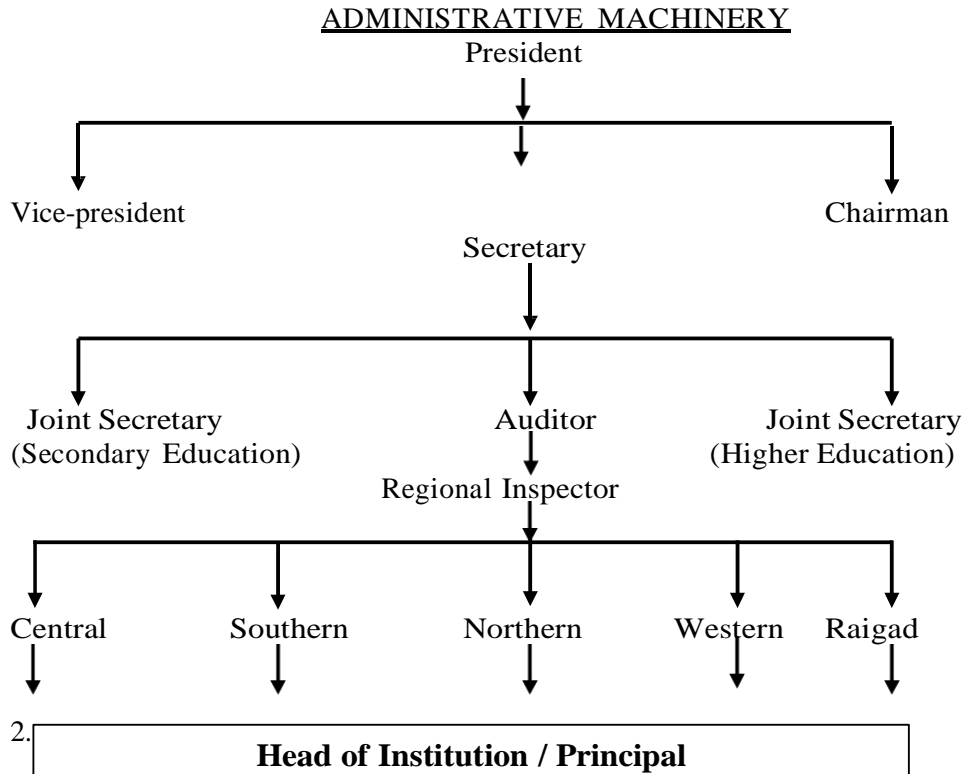 ADMINISTRATIVE MACHINERY
President
Vice-president Chairman
Secretary
Joint Secretary Auditor Joint Secretary
(Secondary Education) (Higher Education)
Regional Inspector
Central Southern Northern Western Raigad
2.
Head of Institution / Principal